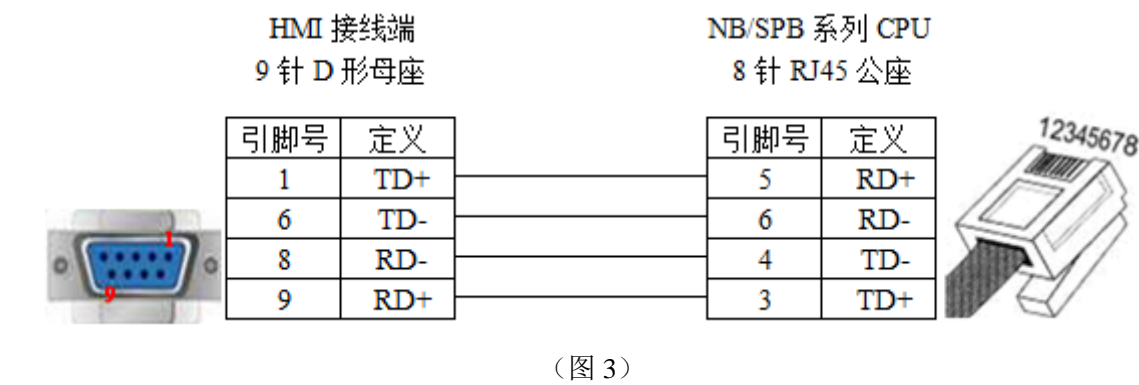 HMI 接线端
9 针 D 形母座
NB/SPB 系列 CPU
8 针 RJ45 公座
引脚号 定义
1 TD+
6 TD-
8 RD-
9 RD+
引脚号 定义
5 RD+
6 RD-
4 TD-
3 TD+
1
9
12345678
（图 3）